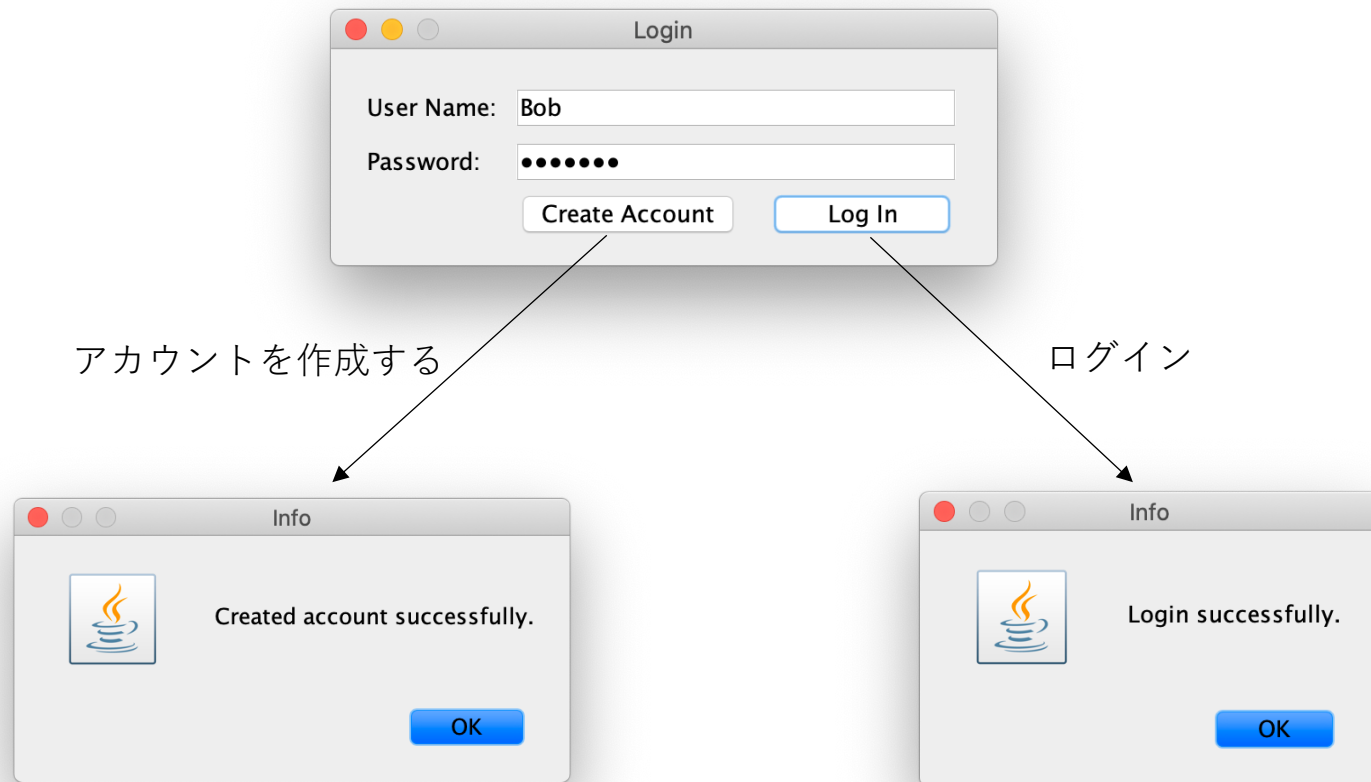 Login
User Name: Bob
Password: •••••••
Create Account Log In
アカウントを作成する
ログイン
Info
Created account successfully.
OK
Info
Login successfully.
OK